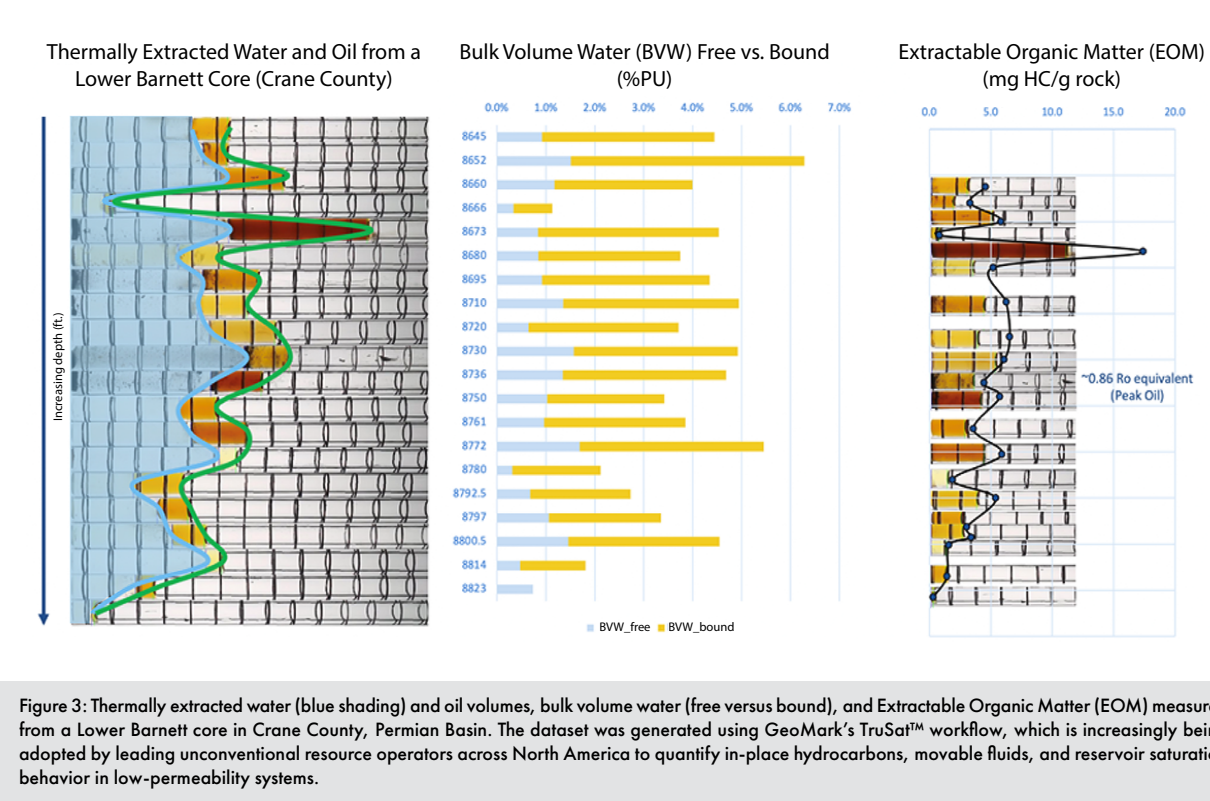 Thermally Extracted Water and Oil from a
Lower Barnett Core (Crane County)
Increasing depth (ft.)
Bulk Volume Water (BVW) Free vs. Bound
(%PU)
0.0% 1.0% 2.0% 3.0% 4.0% 5.0% 6.0% 7.0%
8645
8652
8660
8666
8673
8680
8695
8710
8720
8730
8736
8750
8761
8772
8780
8792.5
8797
8800.5
8814
8823
BVW_free BVW_bound
Extractable Organic Matter (EOM)
(mg HC/g rock)
0.0 5.0 10.0 15.0 20.0
~0.86 Ro equivalent
(Peak Oil)
Figure 3: Thermally extracted water (blue shading) and oil volumes, bulk volume water (free versus bound), and Extractable Organic Matter (EOM) measure
from a Lower Barnett core in Crane County, Permian Basin. The dataset was generated using GeoMark's TruSat™ workflow, which is increasingly bein
adopted by leading unconventional resource operators across North America to quantify in-place hydrocarbons, movable fluids, and reservoir saturati
behavior in low-permeability systems.